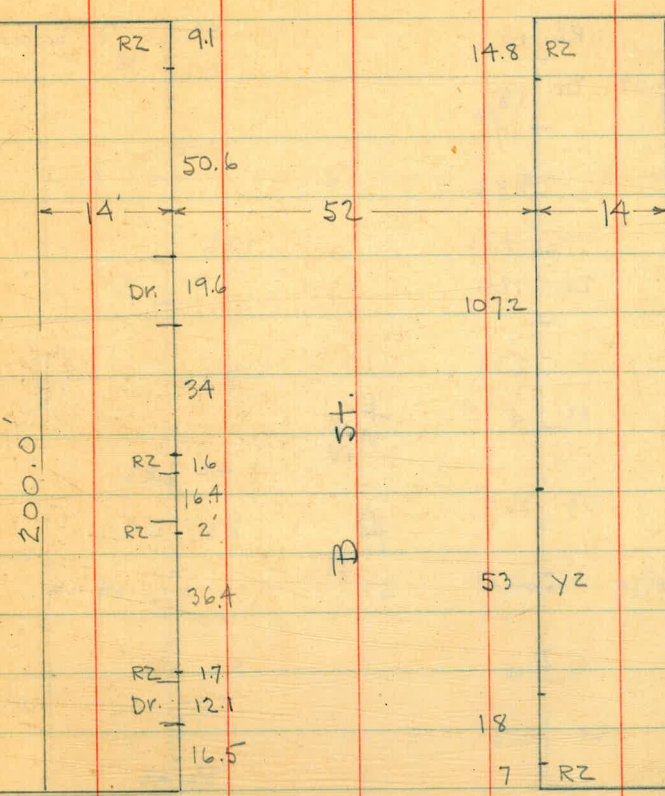 RZ 9.1 14.8 RZ
50.6
14' 52 14
Dr. 19.6
107.2
34
B St.
200.0'
RZ 1.6
16.4
RZ 2'
36.4 53 YZ
RZ 1.7
Dr. 12.1
18
16.5
7 RZ